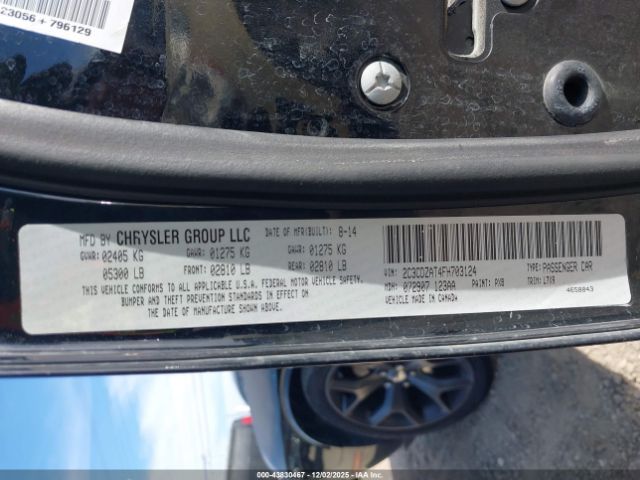 23056 + 796129
MFD BY CHRYSLER GROUP LLC DATE OF MFR(BUILT): 8-14
GVWR: 02405 KG GAWR: 01275 KG GAWR: 01275 KG
05300 LB FRONT: 02810 LB REAR: 02810 LB
THIS VEHICLE CONFORMS TO ALL APPLICABLE U.S.A. FEDERAL MOTOR VEHICLE SAFETY,
BUMPER AND THEFT PREVENTION STANDARDS IN EFFECT ON
THE DATE OF MANUFACTURE SHOWN ABOVE.
VIN: 2C3CDZAT4FH703124 TYPE: PASSENGER CAR
MDH: 072907 123AA PAINT: PX8 TRIM: L7X9
VEHICLE MADE IN CANADA 4658843
000-43830467 - 12/02/2025 - IAAI.COM